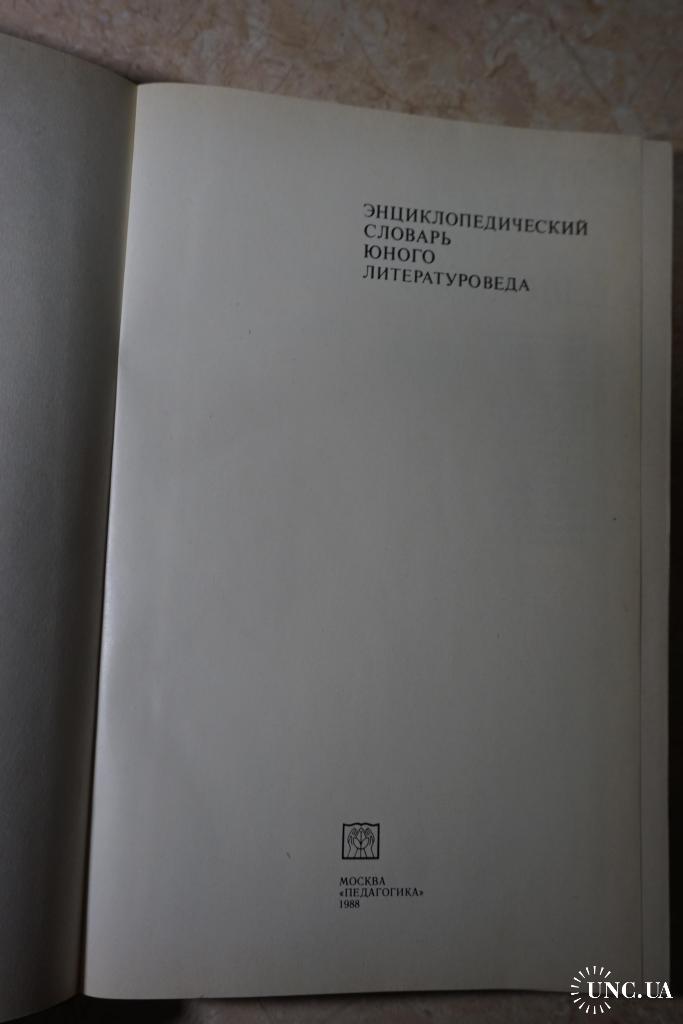 ЭНЦИКЛОПЕДИЧЕСКИЙ
СЛОВАРЬ
ЮНОГО
ЛИТЕРАТУРОВЕДА
МОСКВА
«ПЕДАГОГИКА»
1988
UNC.UA